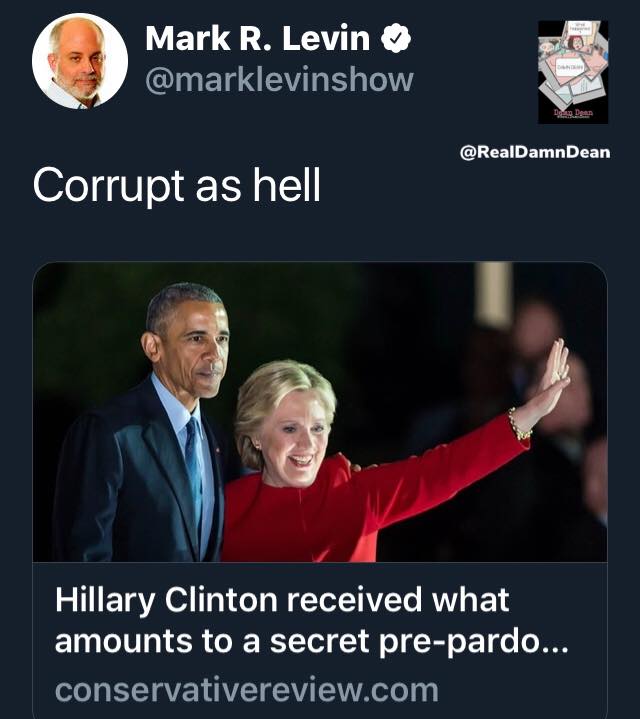 Mark R. Levin
@marklevinshow
@RealDamnDean
Corrupt as hell
Hillary Clinton received what
amounts to a secret pre-pardo...
conservativereview.com